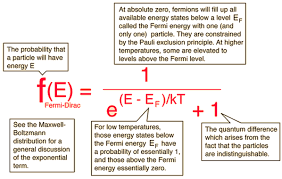 At absolute zero, fermions will fill up all
available energy states below a level E F
called the Fermi energy with one (and
only one) particle. They are constrained
by the Pauli exclusion principle. At higher
temperatures, some are elevated to
levels above the Fermi level.
The probability that
a particle will have
energy E
f(E) = 1
Fermi-Dirac
e (E - E F)/kT + 1
See the Maxwell-
Boltzmann
distribution for a
general discussion of
the exponential
term.
For low temperatures,
those energy states below
the Fermi energy E F have
a probability of essentially 1,
and those above the Fermi
energy essentially zero.
The quantum difference
which arises from the
fact that the particles
are indistinguishable.